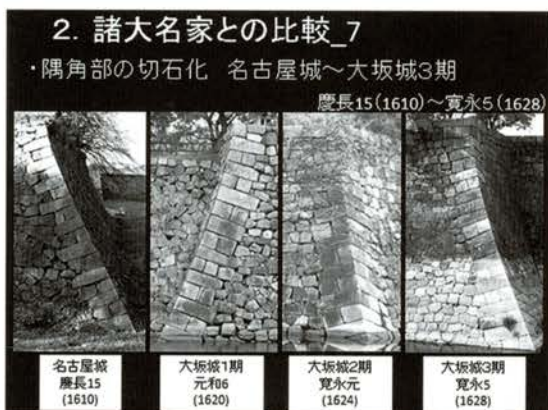 2. 諸大名家との比較_7
・隅角部の切石化 名古屋城～大坂城3期
慶長15(1610)～寛永5(1628)
名古屋城
慶長15
(1610)
大坂城1期
元和6
(1620)
大坂城2期
寛永元
(1624)
大坂城3期
寛永5
(1628)